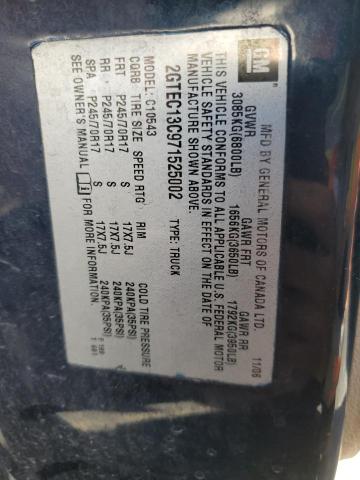 GM
MFD BY GENERAL MOTORS OF CANADA LTD.
11/06
GVWR GAWR FRT GAWR RR
3085KG(6800LB) 1656KG(3650LB) 1792KG(3950LB)
THIS VEHICLE CONFORMS TO ALL APPLICABLE U.S. FEDERAL MOTOR
VEHICLE SAFETY STANDARDS IN EFFECT ON THE DATE OF
MANUFACTURE SHOWN ABOVE.
2GTEC13C971525002 TYPE: TRUCK
MODEL: C10543
CQRB TIRE SIZE SPEED RTG RIM COLD TIRE PRESSURE
FRT P245/70R17 S 17X7.5J 240KPA(35PSI)
RR P245/70R17 S 17X7.5J 240KPA(35PSI)
SPA P245/70R17 S 17X7.5J 240KPA(35PSI)
SEE OWNER'S MANUAL FOR MORE INFORMATION.